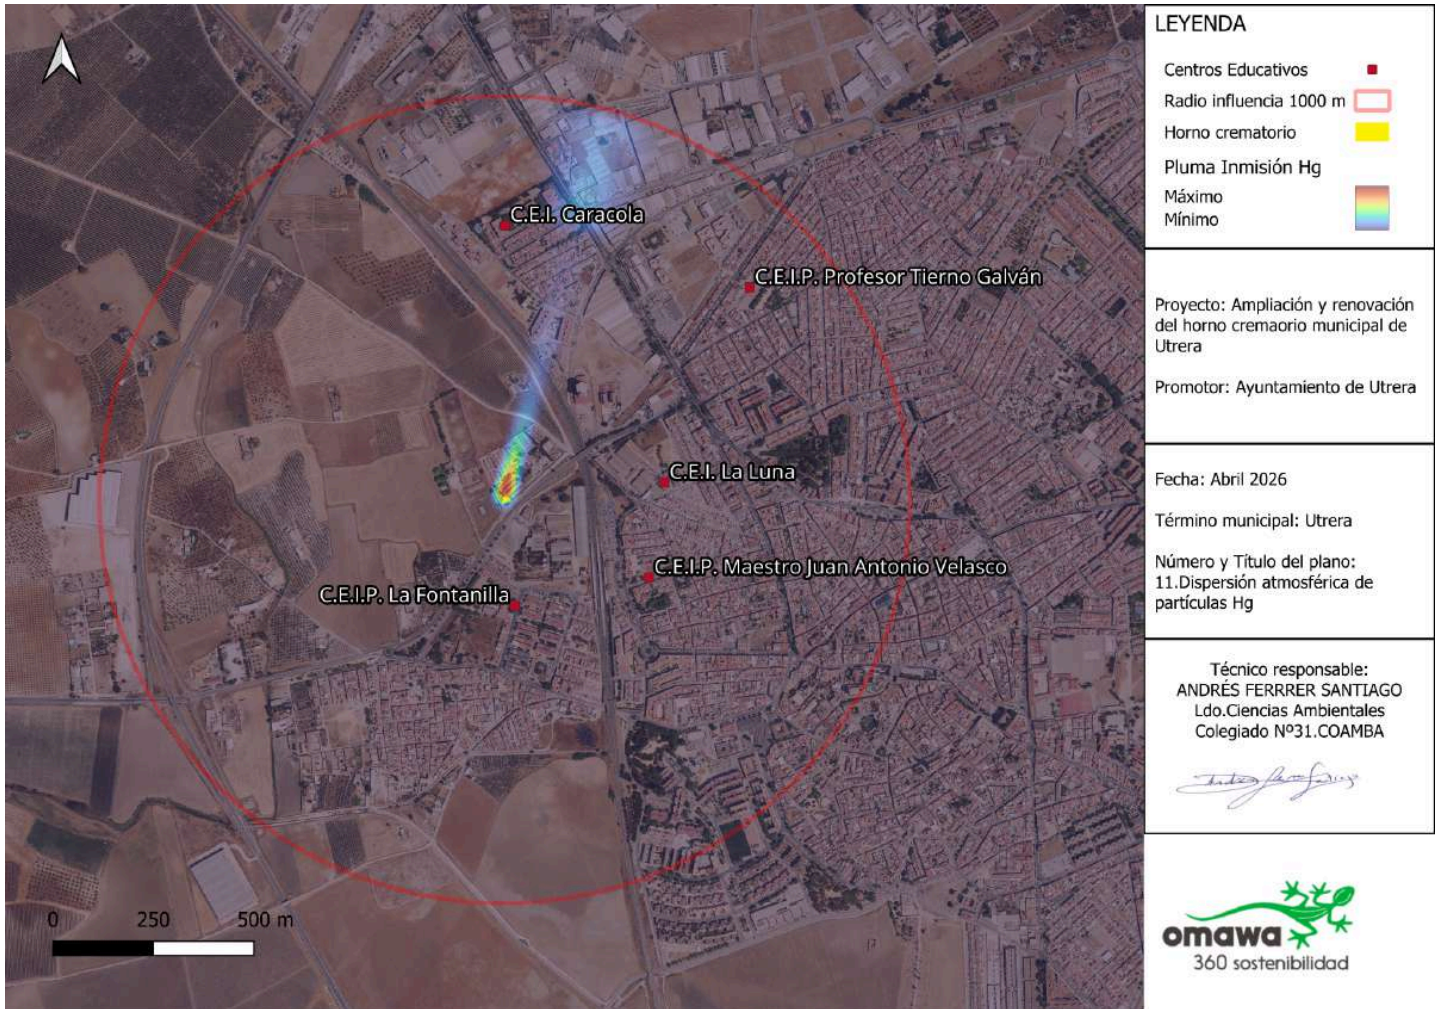 C.E.I. Caracola
C.E.I.P. Profesor Tierno Galván
C.E.I. La Luna
C.E.I.P. Maestro Juan Antonio Velasco
C.E.I.P. La Fontanilla
0 250 500 m
LEYENDA
Centros Educativos
Radio influencia 1000 m
Horno crematorio
Pluma Inmisión Hg
Máximo
Mínimo
Proyecto: Ampliación y renovación
del horno cremaorio municipal de
Utrera
Promotor: Ayuntamiento de Utrera
Fecha: Abril 2026
Término municipal: Utrera
Número y Título del plano:
11.Dispersión atmosférica de
partículas Hg
Técnico responsable:
ANDRÉS FERRRER SANTIAGO
Ldo.Ciencias Ambientales
Colegiado Nº31.COAMBA
omawa
360 sostenibilidad